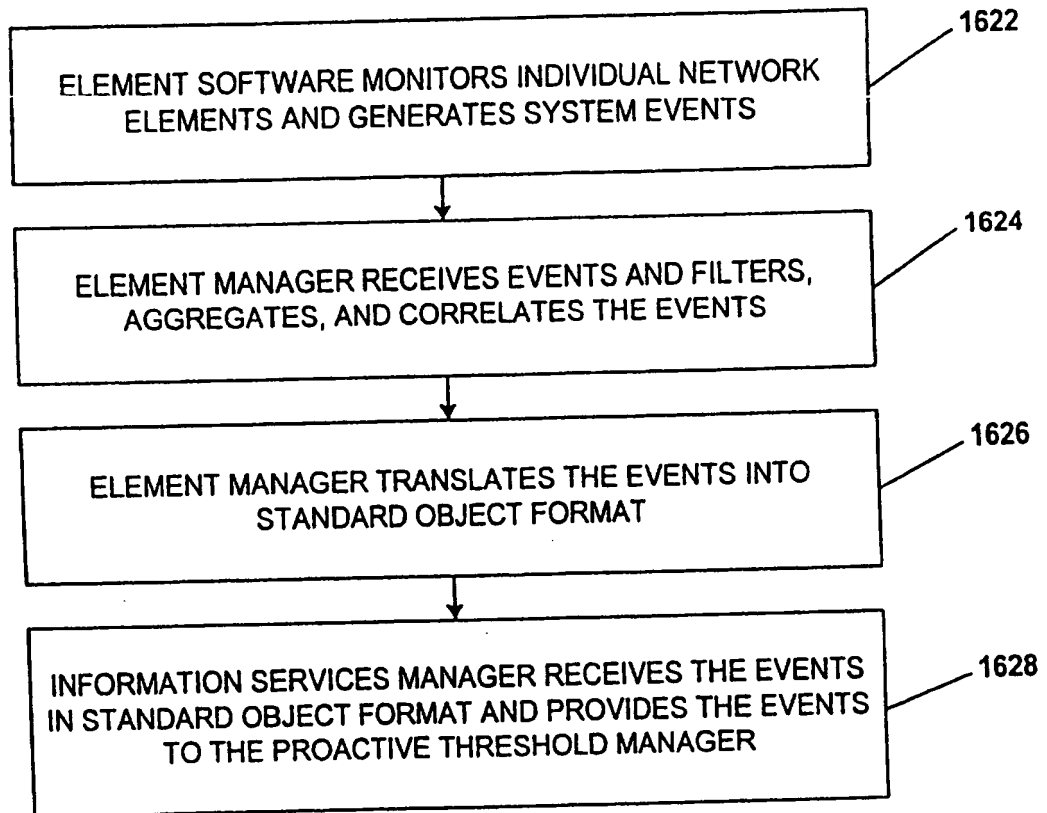 1622
ELEMENT SOFTWARE MONITORS INDIVIDUAL NETWORK
ELEMENTS AND GENERATES SYSTEM EVENTS
1624
ELEMENT MANAGER RECEIVES EVENTS AND FILTERS,
AGGREGATES, AND CORRELATES THE EVENTS
1626
ELEMENT MANAGER TRANSLATES THE EVENTS INTO
STANDARD OBJECT FORMAT
1628
INFORMATION SERVICES MANAGER RECEIVES THE EVENTS
IN STANDARD OBJECT FORMAT AND PROVIDES THE EVENTS
TO THE PROACTIVE THRESHOLD MANAGER